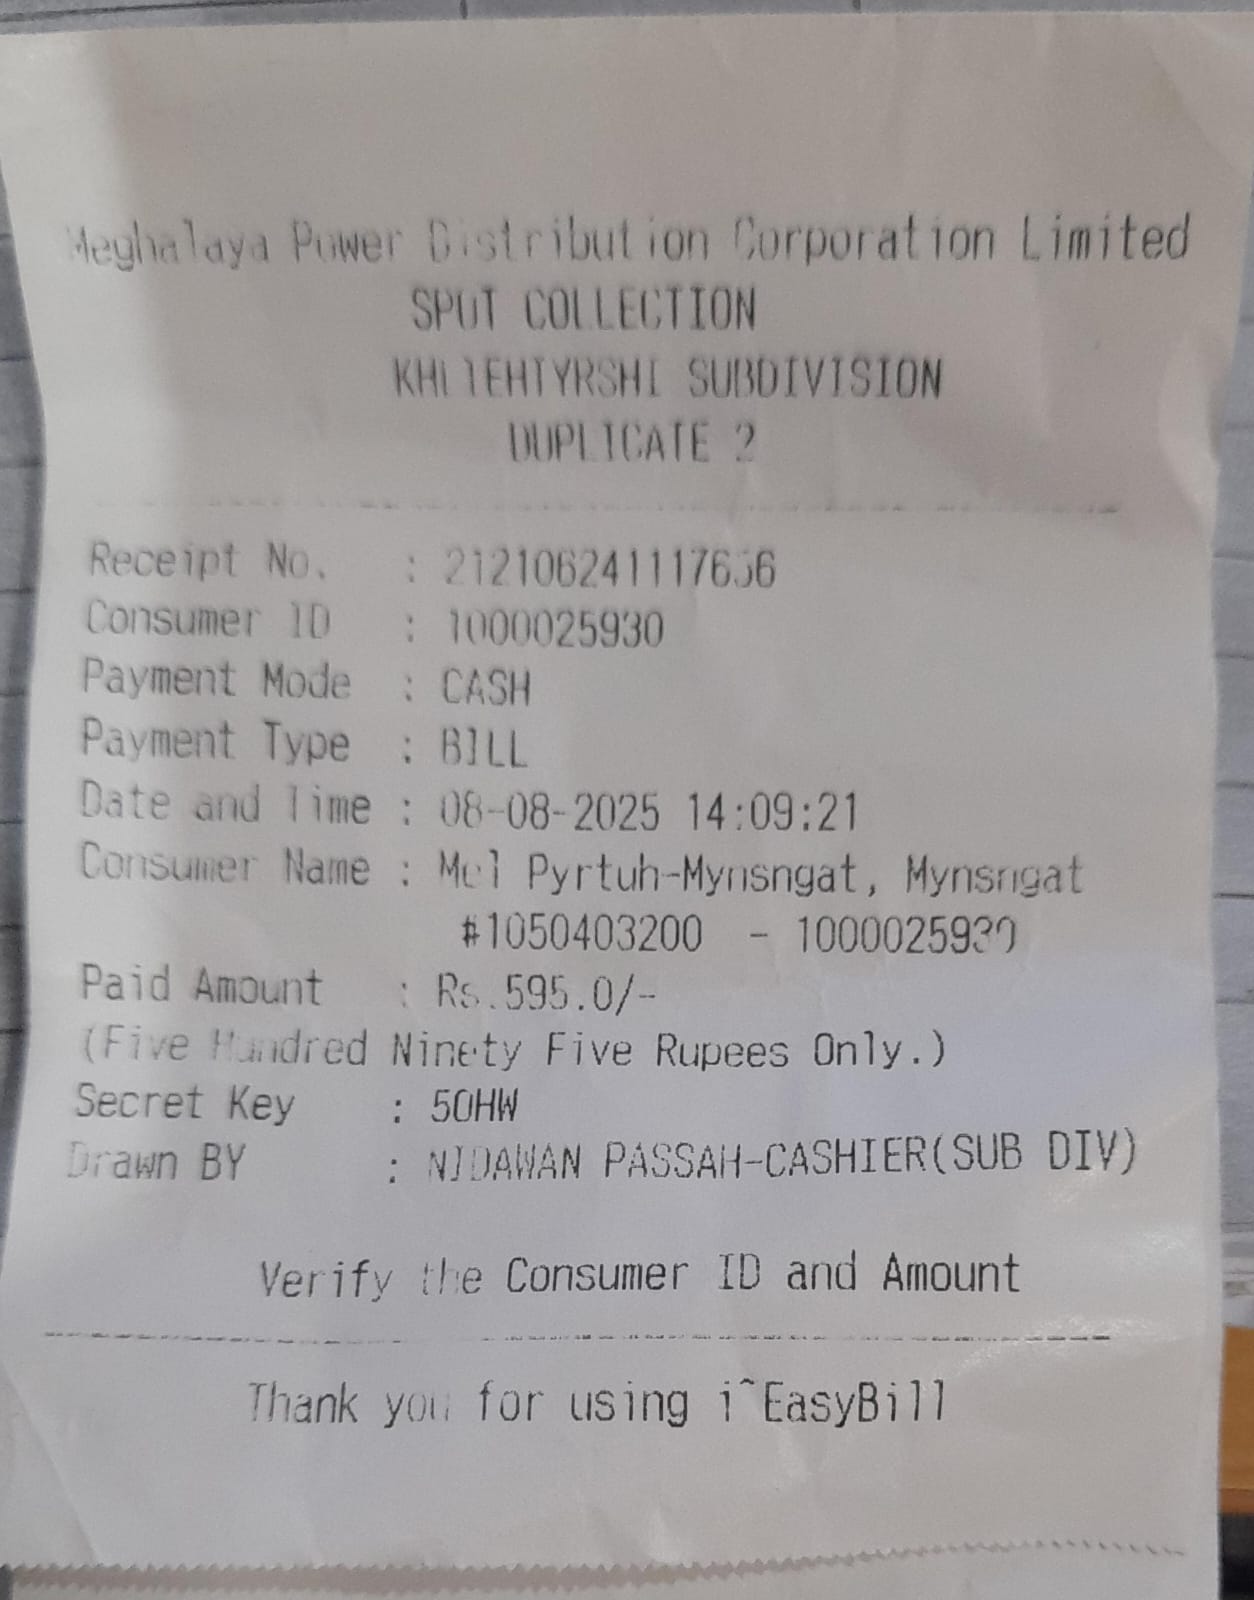 Meghalaya Power Distribution Corporation Limited
SPOT COLLECTION
KHLIEHTYRSHI SUBDIVISION
DUPLICATE 2
Receipt No. :
Consumer ID : 1000025930
Payment Mode : CASH
Payment Type : BILL
Date and Time : 08-08-2025 14:09:21
Consumer Name : Pyrtuh-Mynsngat, Mynsngat
#1050403200 - 1000025930
Paid Amount : Rs.595.0/-
(Five Hundred Ninety Five Rupees Only.)
Secret Key : 50HW
Drawn BY : NIDAWAN PASSAH-CASHIER(SUB DIV)
Verify the Consumer ID and Amount
Thank you for using i^EasyBill